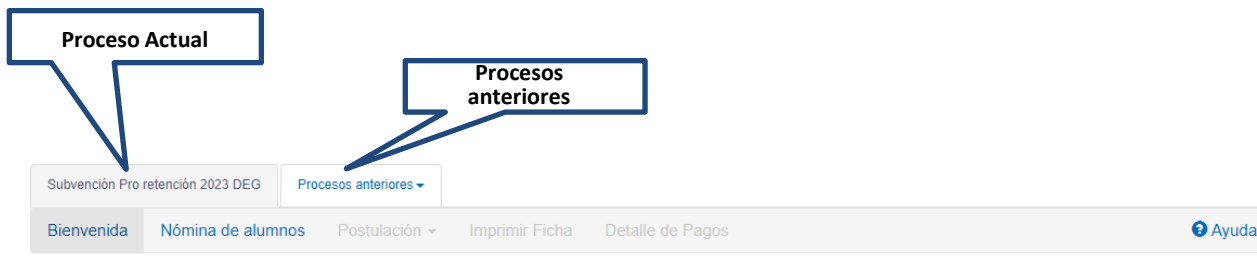 Proceso Actual
Procesos
anteriores
Subvención Pro retención 2023 DEG Procesos anteriores
Bienvenida Nómina de alumnos Postulación Imprimir Ficha Detalle de Pagos Ayuda